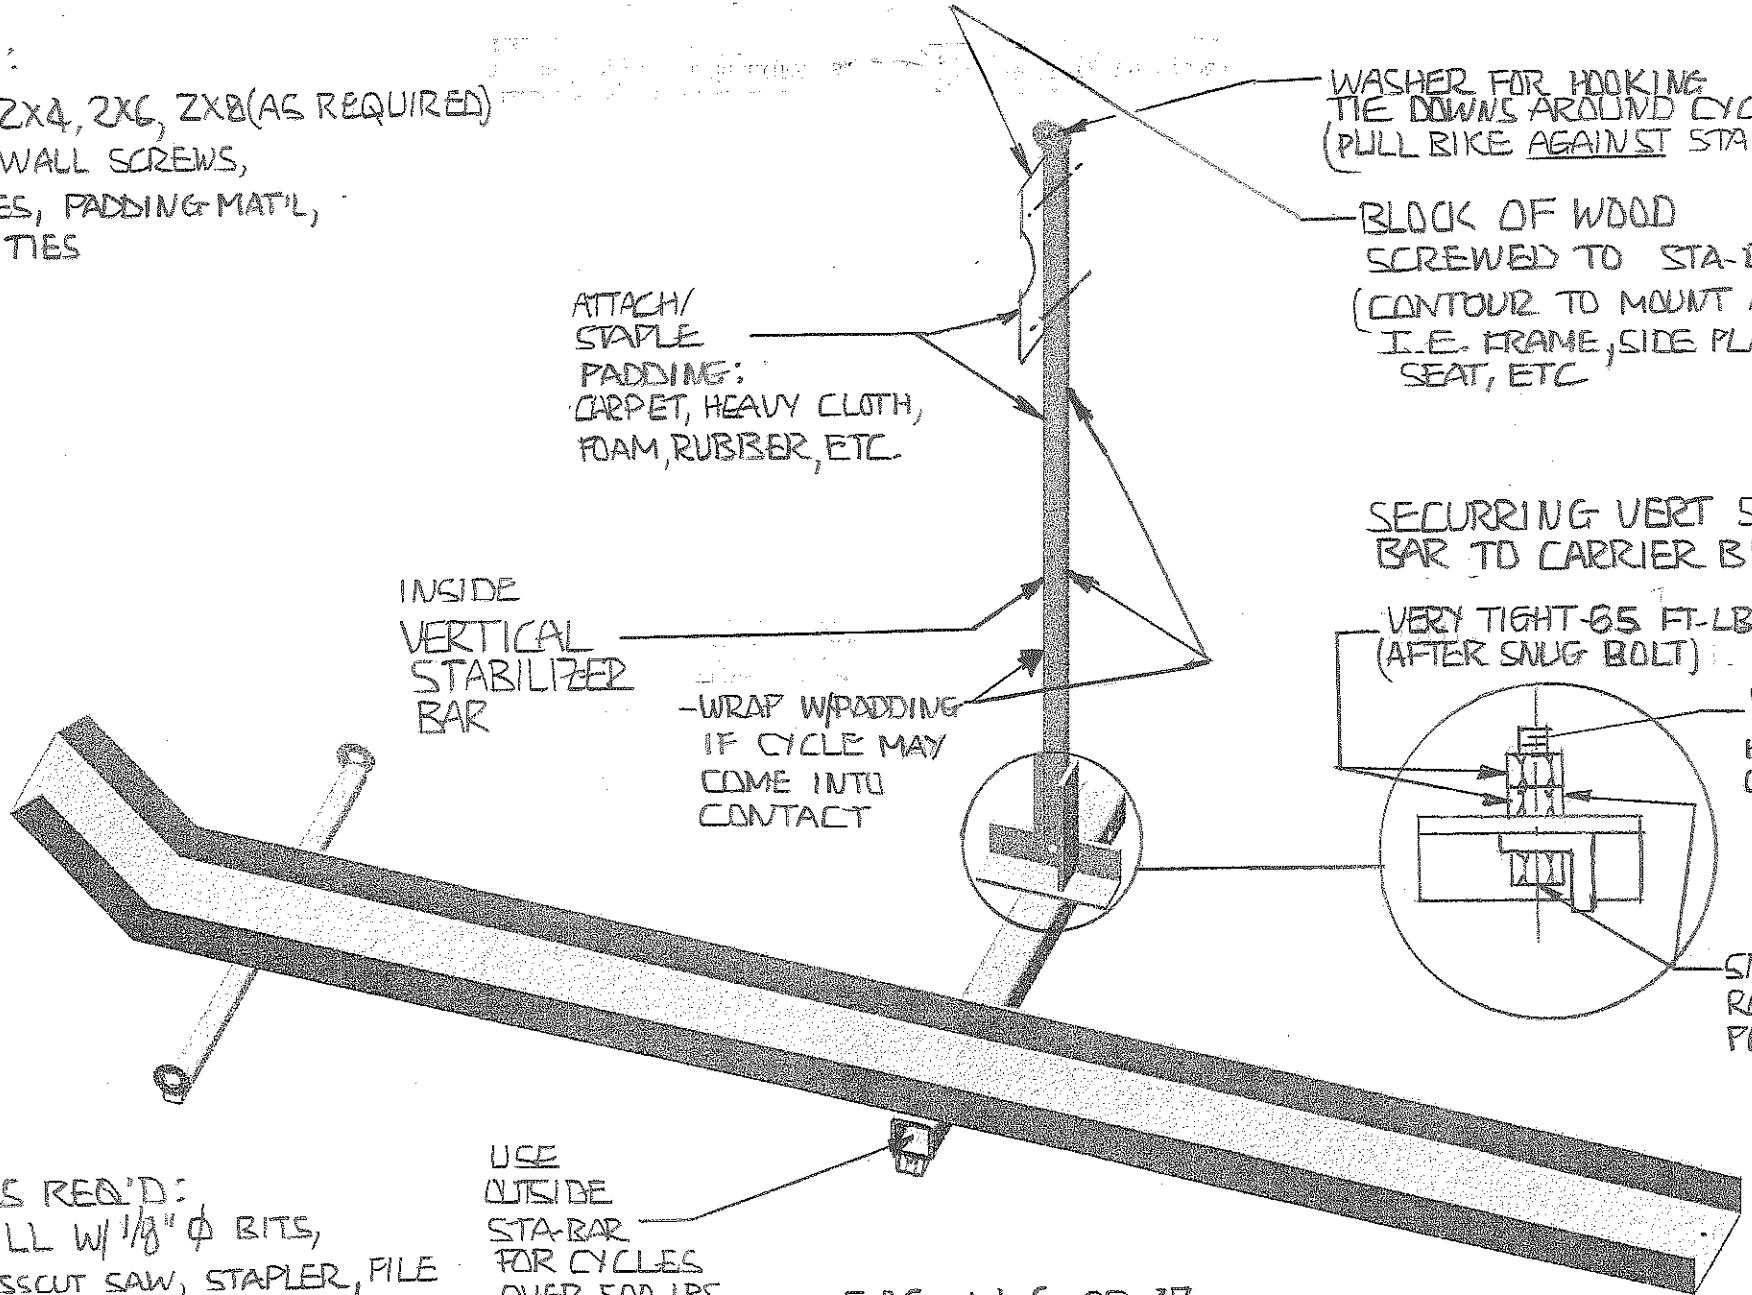 2X4, 2X6, 2X8 (AS REQUIRED)
WALL SCREWS,
ES, PADDING MAT'L,
TIES
WASHER FOR HOOKING
TIE DOWNS AROUND CYC
(PULL BIKE AGAINST STA
BLOCK OF WOOD
SCREWED TO STA-
(CONTOUR TO MOUNT
I.E. FRAME, SIDE PLA
SEAT, ETC
ATTACH/
STAPLE
PADDING:
CARPET, HEAVY CLOTH,
FOAM, RUBBER, ETC.
SECURRING VERT S
BAR TO CARRIER B
VERY TIGHT-65 FT-LB
(AFTER SNUG BOLT)
INSIDE
VERTICAL
STABILIZER
BAR
-WRAP W/PADDING
IF CYCLE MAY
COME INTO
CONTACT
S REQ'D:
LL W/ 1/8" Ø BITS,
SSCUT SAW, STAPLER, FILE
USE
OUTSIDE
STA-BAR
FOR CYCLES
OVER 500 LBS